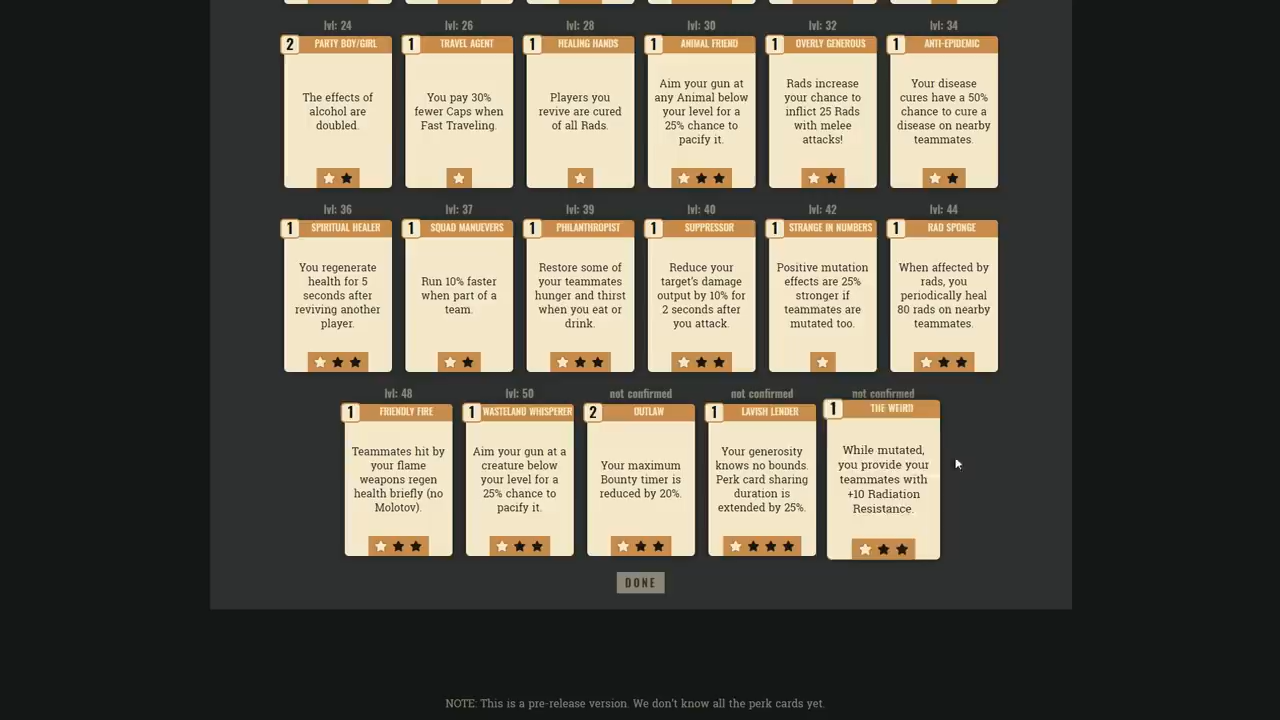 lvl: 24
lvl: 26
lvl: 28
lvl: 30
lvl: 32
lvl: 34
2 PARTY BOY/GIRL
1 TRAVEL AGENT
1 HEALING HANDS
1 ANIMAL FRIEND
1 OVERLY GENEROUS
1 ANTI-EPIDEMIC
The effects of
alcohol are
doubled.
You pay 30%
fewer Caps when
Fast Traveling.
Players you
revive are cured
of all Rads.
Aim your gun at
any Animal below
your level for a
25% chance to
pacify it.
Rads increase
your chance to
inflict 25 Rads
with melee
attacks!
Your disease
cures have a 50%
chance to cure a
disease on nearby
teammates.
lvl: 36
lvl: 37
lvl: 39
lvl: 40
lvl: 42
lvl: 44
1 SPIRITUAL HEALER
1 SQUAD MANUEVERS
1 PHILANTHROPIST
1 SUPPRESSOR
1 STRANGE IN NUMBERS
1 RAD SPONGE
You regenerate
health for 5
seconds after
reviving another
player.
Run 10% faster
when part of a
team.
Restore some of
your teammates
hunger and thirst
when you eat or
drink.
Reduce your
target's damage
output by 10% for
2 seconds after
you attack.
Positive mutation
effects are 25%
stronger if
teammates are
mutated too.
When affected by
rads, you
periodically heal
80 rads on nearby
teammates.
lvl: 48
lvl: 50
not confirmed
not confirmed
not confirmed
1 FRIENDLY FIRE
1 WASTELAND WHISPERER
2 OUTLAW
1 LAVISH LENDER
1 THE WEIRD
Teammates hit by
your flame
weapons regen
health briefly (no
Molotov).
Aim your gun at a
creature below
your level for a
25% chance to
pacify it.
Your maximum
Bounty timer is
reduced by 20%.
Your generosity
knows no bounds.
Perk card sharing
duration is
extended by 25%.
While mutated,
you provide your
teammates with
+10 Radiation
Resistance.
DONE
NOTE: This is a pre-release version. We don't know all the perk cards yet.